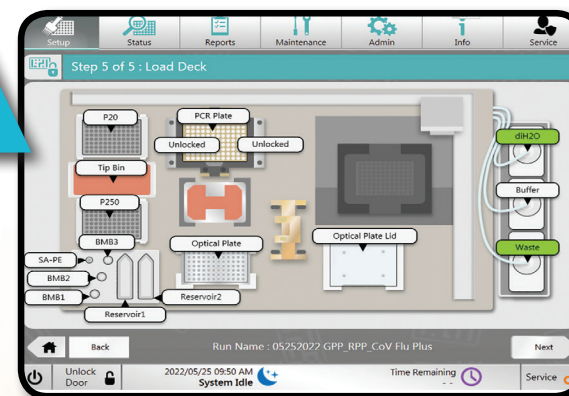 Setup
Status
Reports
Maintenance
Admin
Info
Service
Step 5 of 5 : Load Deck
P20
PCR Plate
Unlocked
Unlocked
Tip Bin
P250
BMB3
SA-PE
BMB2
BMB1
Reservoir1
Reservoir2
Optical Plate
Optical Plate Lid
diH2O
Buffer
Waste
Back
Run Name : 05252022 GPP_RPP_CoV Flu Plus
Next
Unlock
Door
2022/05/25 09:50 AM
System Idle
Time Remaining
- -
Service